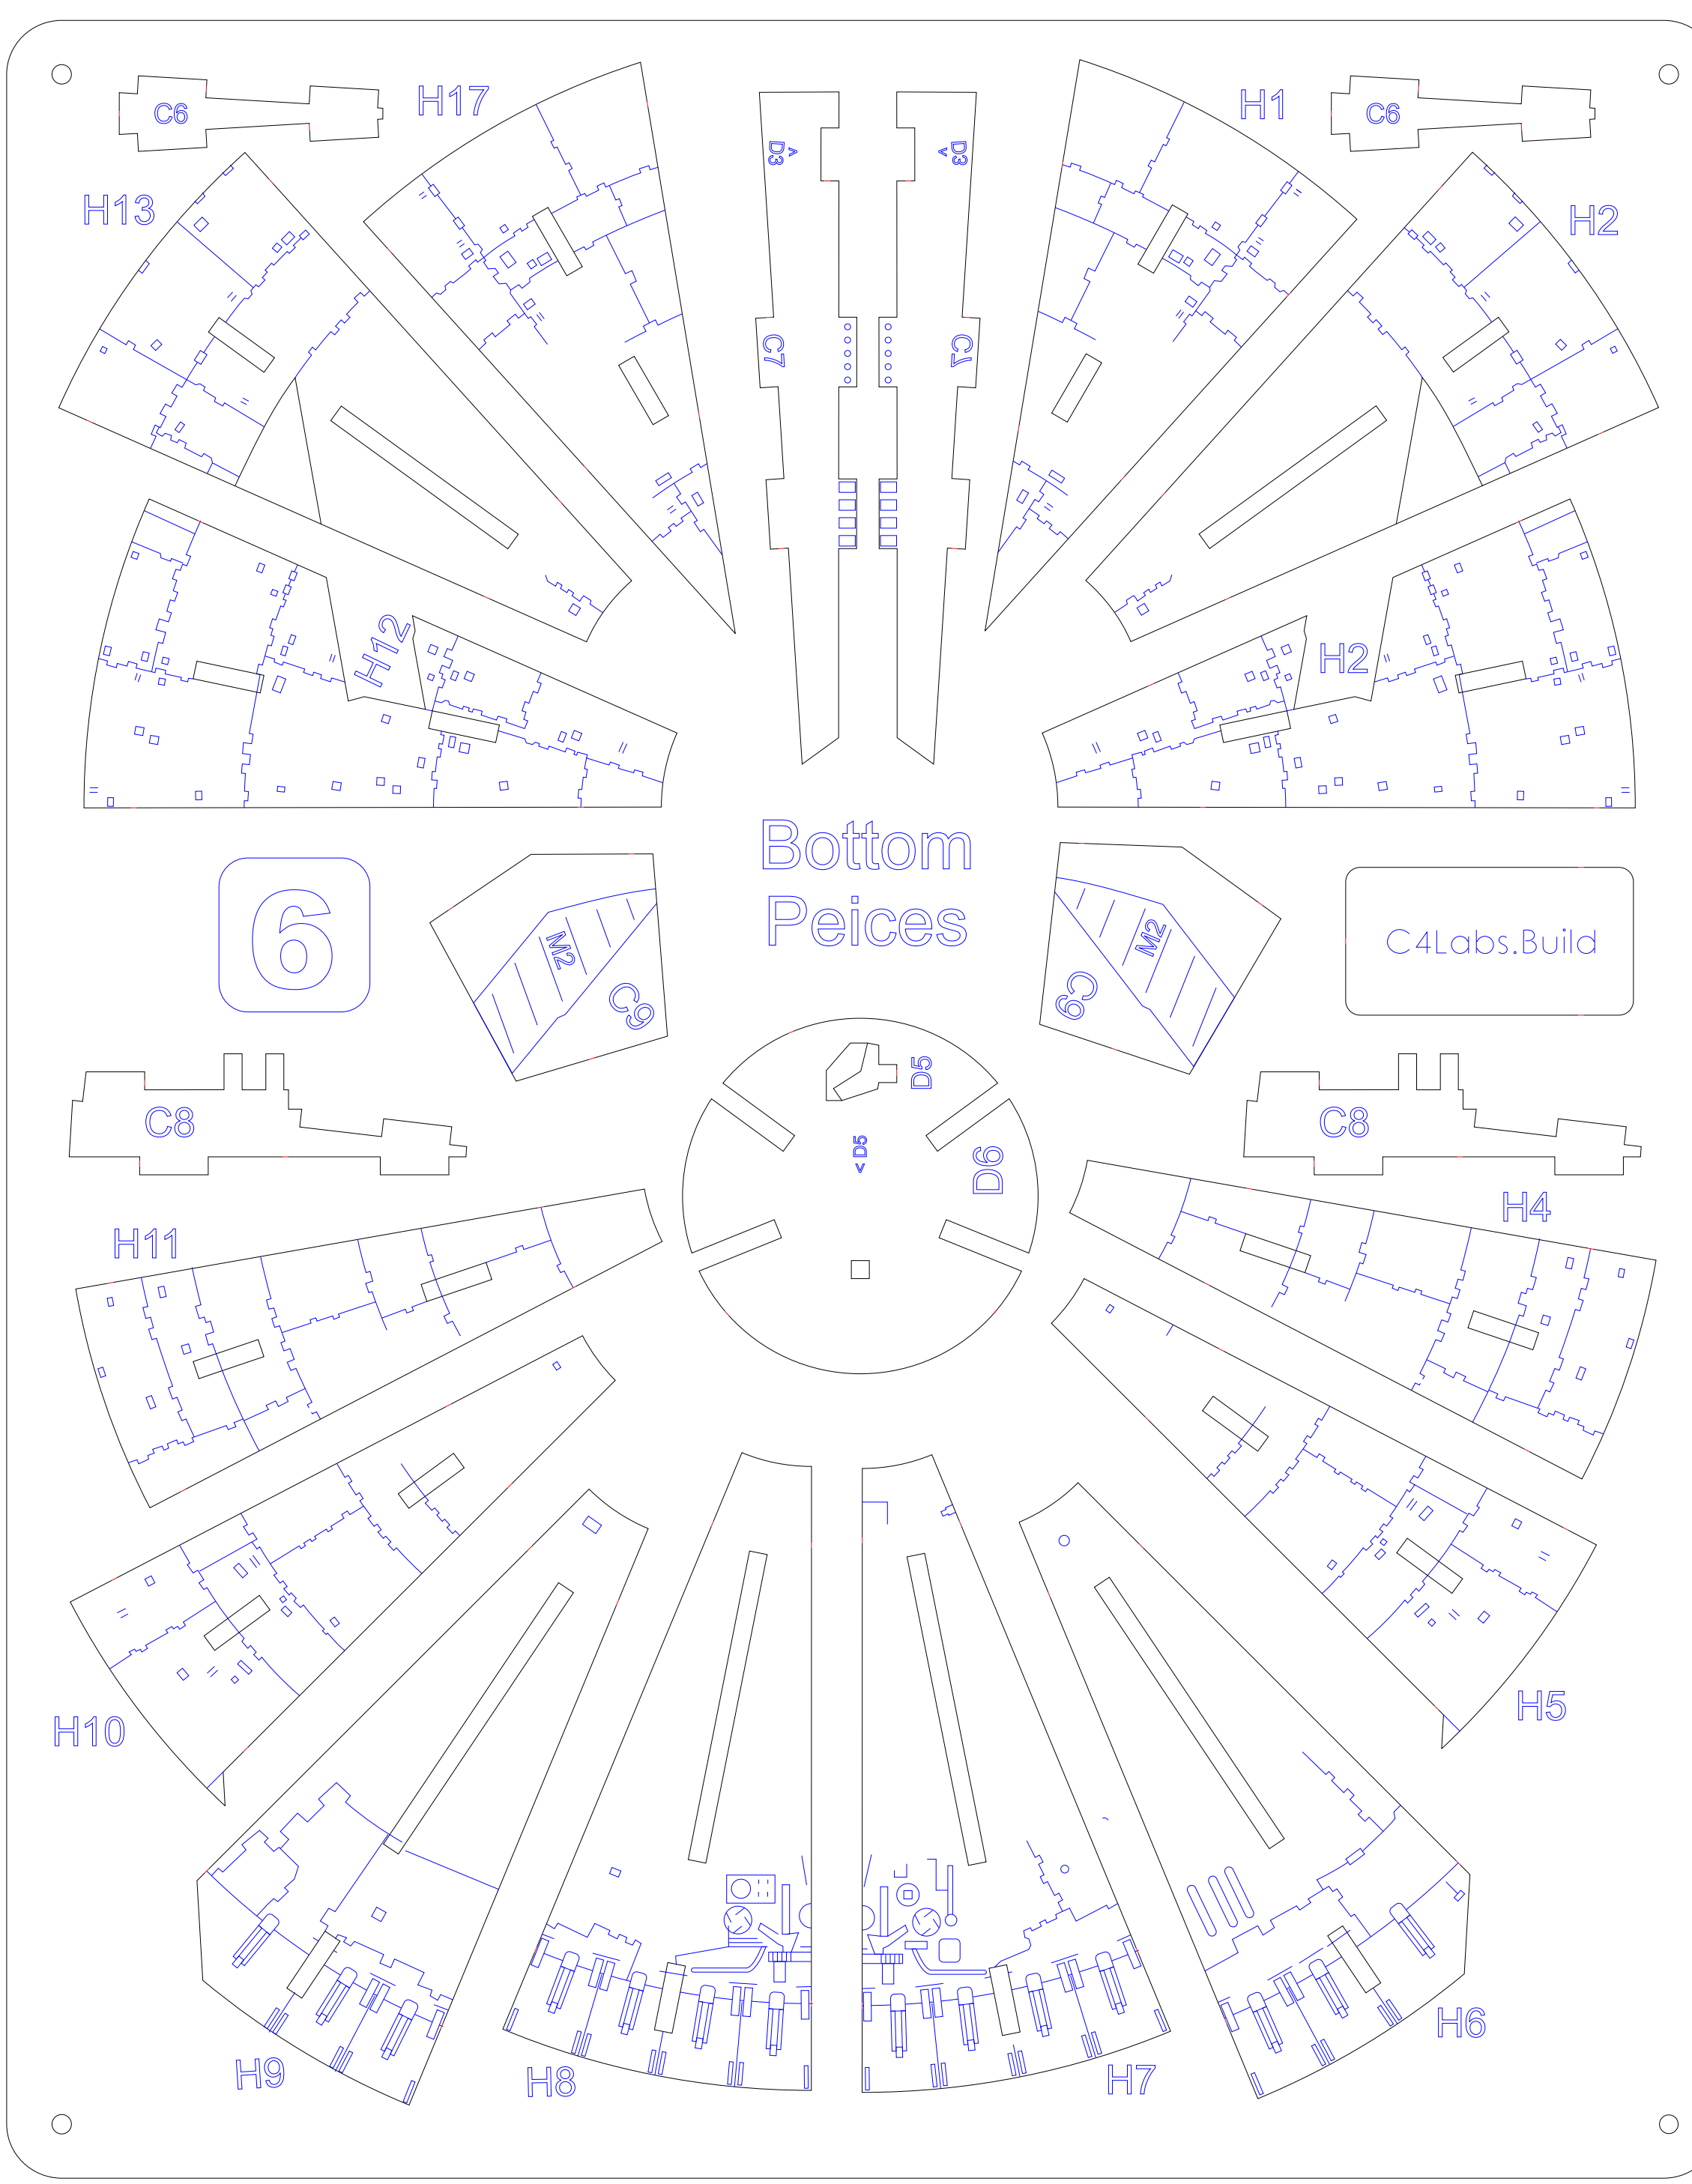 C6
H17
H1
C6
D3
<
D3
<
H13
H2
C7
C7
H12
H2
Bottom
Peices
6
M2
C9
M2
C9
C4Labs.Build
D5
C8
C8
< D5
D6
H11
H4
H10
H5
H9
H8
H7
H6